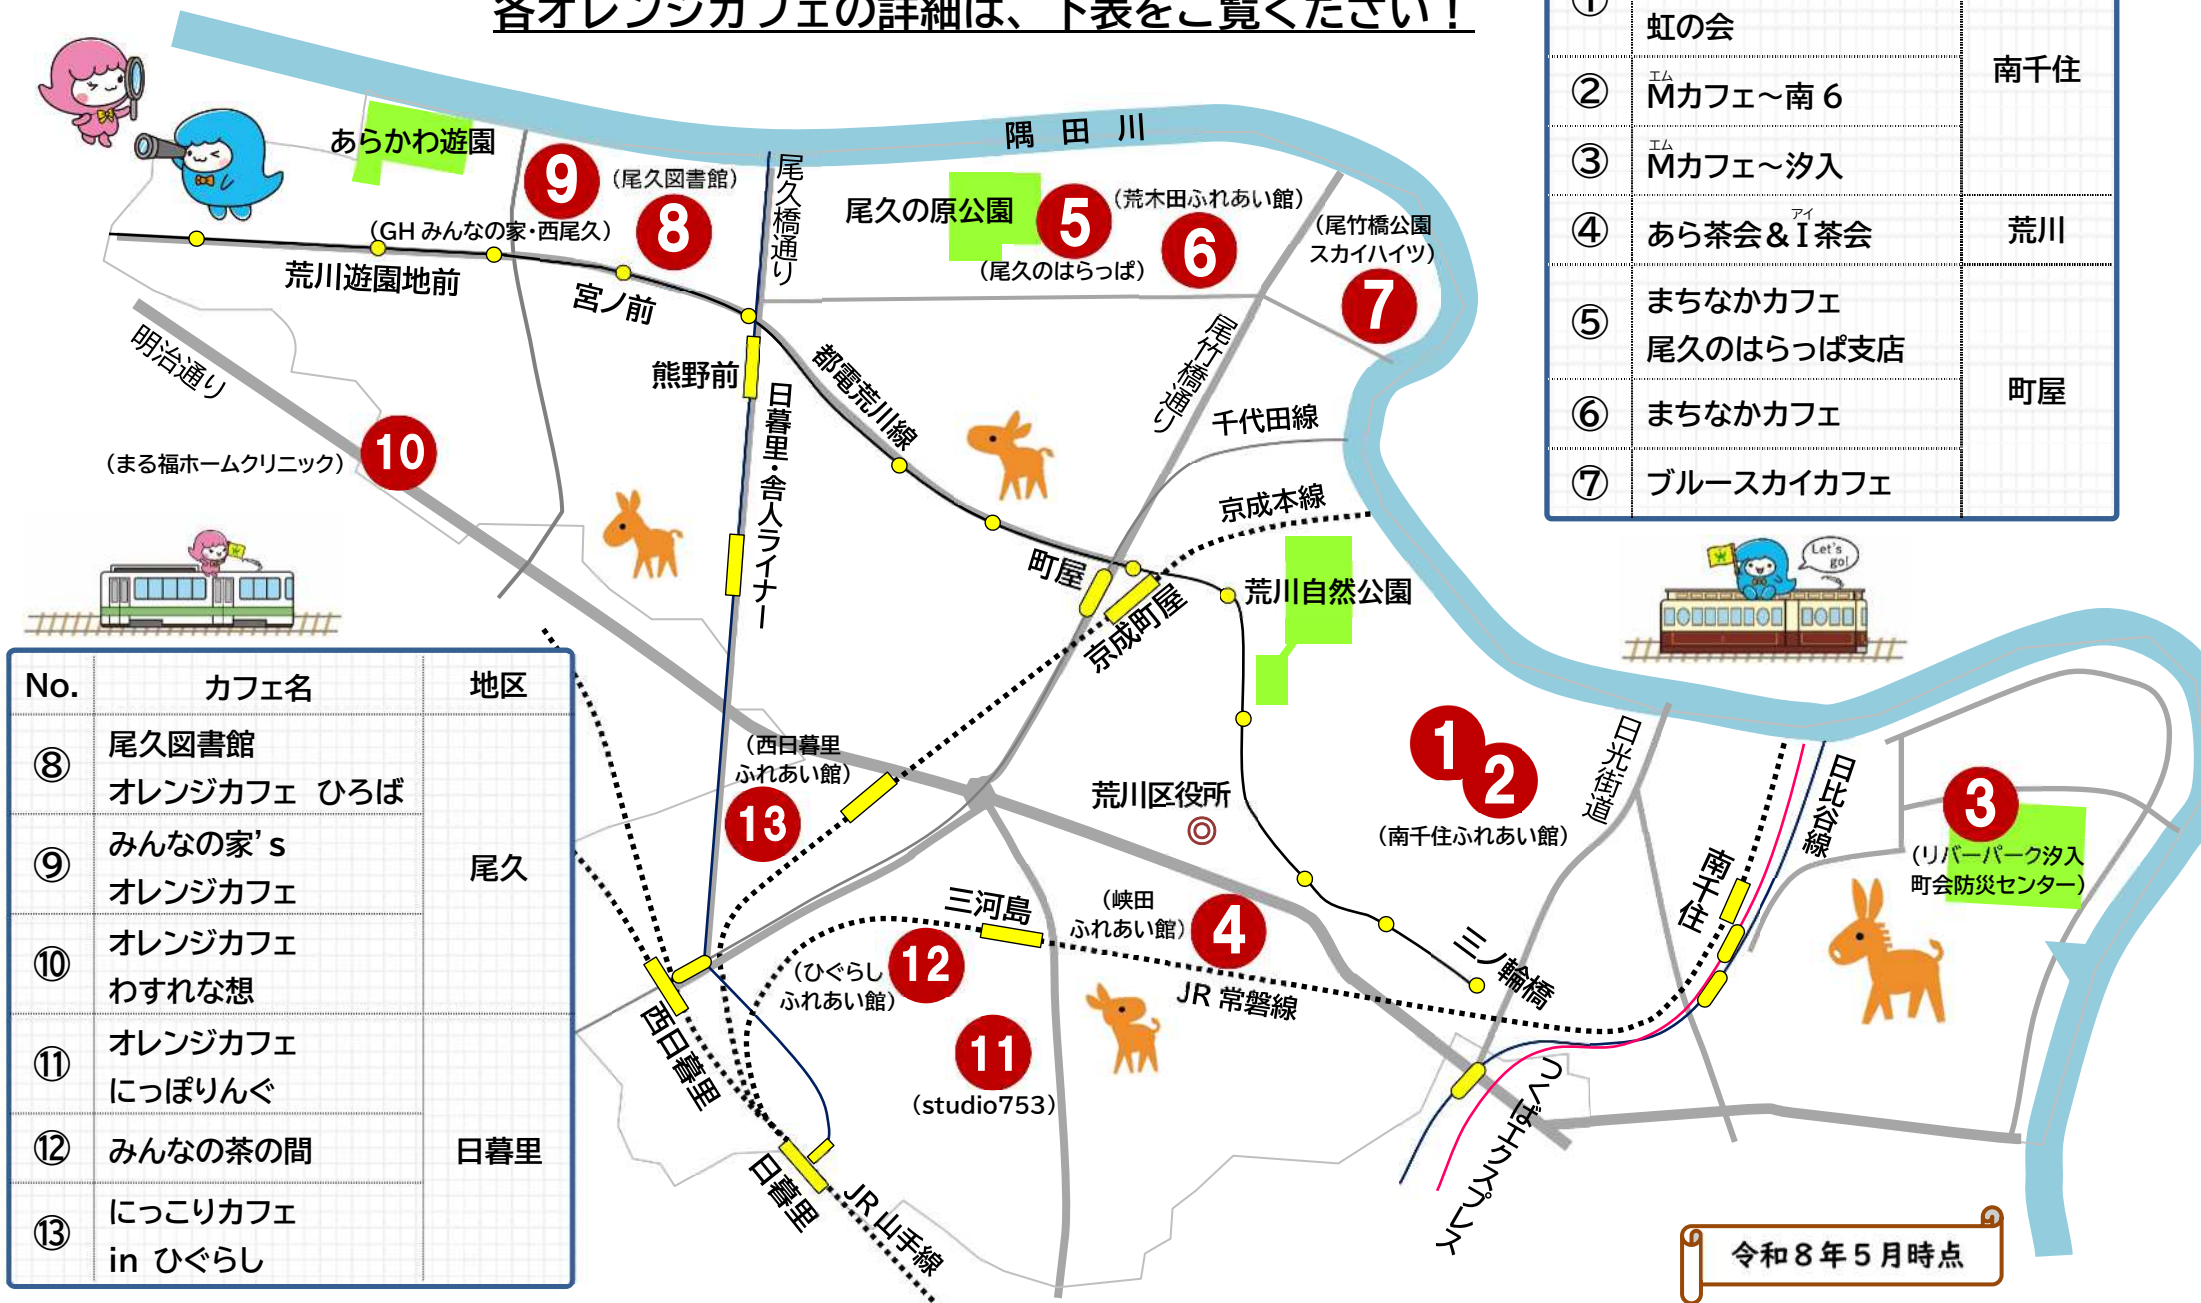 各オレンジカフェの詳細は、下表をご覧ください！
①
虹の会
南千住
②
エム
Mカフェ～南6
③
エム
Mカフェ～汐入
④
アイ
あら茶会＆I茶会
荒川
⑤
まちなかカフェ
尾久のはらっぱ支店
町屋
⑥
まちなかカフェ
⑦
ブルースカイカフェ
あらかわ遊園
9
（尾久図書館）
8
（GHみんなの家・西尾久）
荒川遊園地前
宮ノ前
尾久橋通り
隅田川
尾久の原公園
5
（荒木田ふれあい館）
6
（尾久のはらっぱ）
（尾竹橋公園
スカイハイツ）
7
明治通り
熊野前
都電荒川線
日暮里・舎人ライナー
尾竹橋通り
千代田線
京成本線
10
（まる福ホームクリニック）
町屋
京成町屋
荒川自然公園
Let's
go!
No.
カフェ名
地区
⑧
尾久図書館
オレンジカフェ ひろば
⑨
みんなの家’s
オレンジカフェ
尾久
⑩
オレンジカフェ
わすれな想
⑪
オレンジカフェ
にっぽりんぐ
⑫
みんなの茶の間
日暮里
⑬
にっこりカフェ
in ひぐらし
（西日暮里
ふれあい館）
13
荒川区役所
1
2
（南千住ふれあい館）
日光街道
日比谷線
南千住
3
（リバーパーク汐入
町会防災センター）
三河島
（峡田
ふれあい館）
4
三ノ輪橋
JR常磐線
（ひぐらし
ふれあい館）
12
11
（studio753）
西日暮里
日暮里
JR山手線
つくばエクスプレス
令和８年５月時点